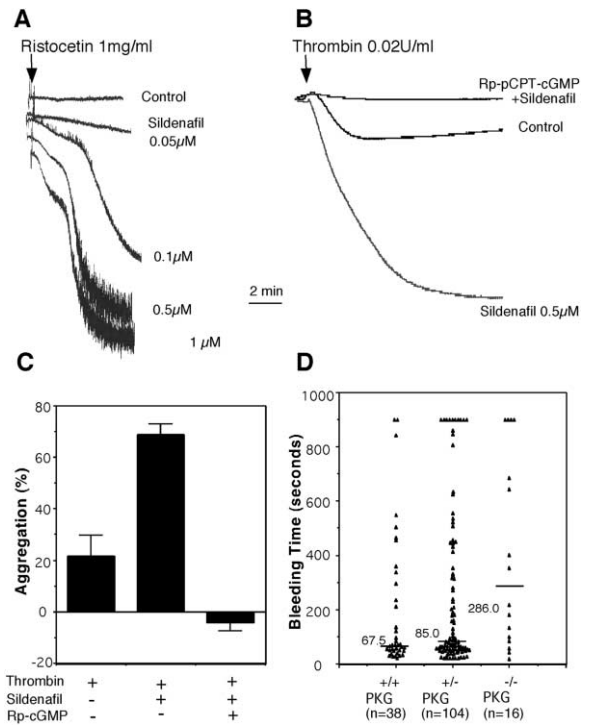 A
Ristocetin 1mg/ml
Control
Sildenafil
0.05µM
0.1µM
0.5µM
1 µM
2 min
B
Thrombin 0.02U/ml
Rp-pCPT-cGMP
+Sildenafil
Control
Sildenafil 0.5µM
C
Aggregation (%)
80
60
40
20
0
-20
Thrombin + + +
Sildenafil - + +
Rp-cGMP - - +
D
Bleeding Time (seconds)
1000
800
600
400
200
0
67.5
85.0
286.0
+/+ +/- -/-
PKG PKG PKG
(n=38) (n=104) (n=16)